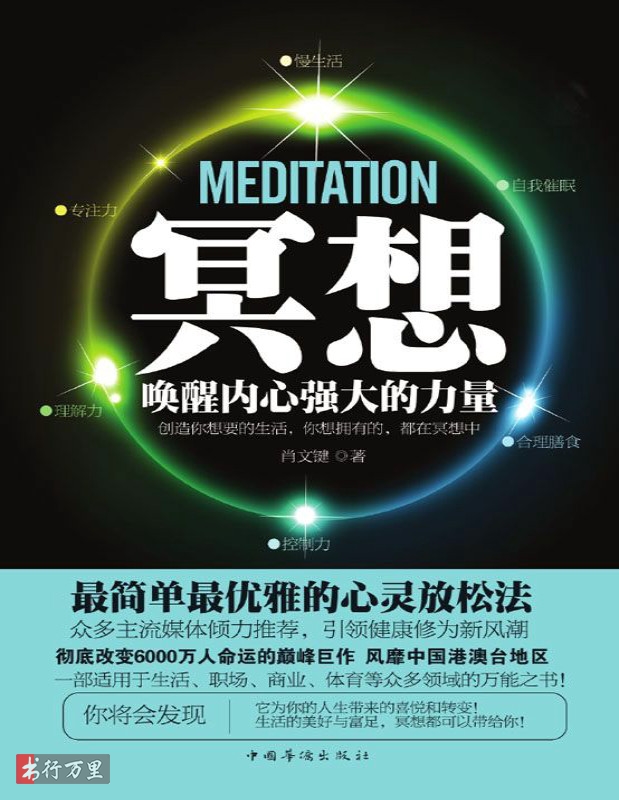 慢生活
MEDITATION
自我催眠
专注力
冥想
唤醒内心强大的力量
理解力
创造你想要的生活，你想拥有的，都在冥想中
合理膳食
肖文键 ◎著
控制力
最简单最优雅的心灵放松法
众多主流媒体倾力推荐，引领健康修为新风潮
彻底改变6000万人命运的巅峰巨作 风靡中国港澳台地区
一部适用于生活、职场、商业、体育等众多领域的万能之书！
你将会发现
它为你的人生带来的喜悦和转变！
生活的美好与富足，冥想都可以带给你！
中国华侨出版社
书行万里